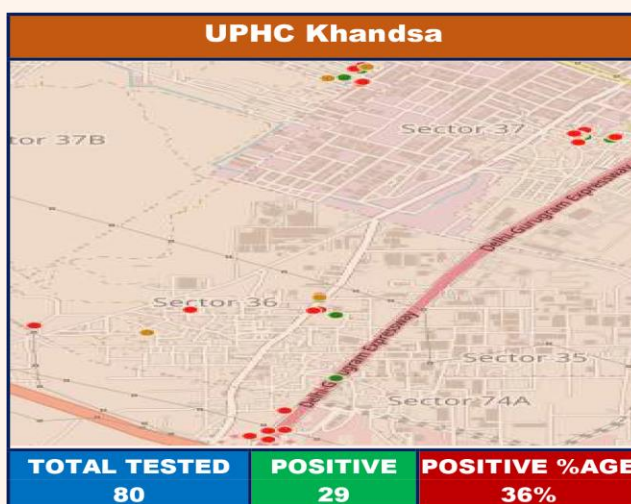 UPHC Khandsa
tor 37B
Sector 37
Delhi-Gurugram Expressway
Sector 36
Sector 35
Delhi-Gurugram Expressway
Sector 74A
TOTAL TESTED
POSITIVE
POSITIVE %AGE
80
29
36%